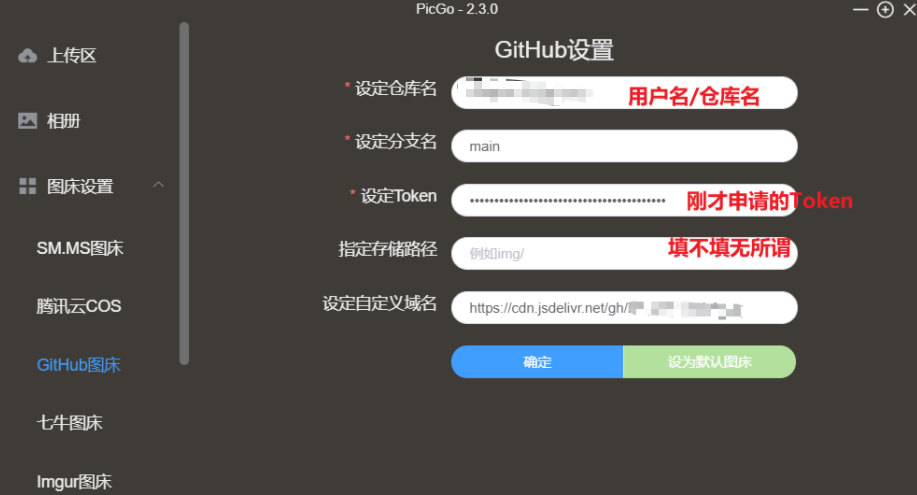 PicGo - 2.3.0
上传区
相册
图床设置
SM.MS图床
腾讯云COS
GitHub图床
七牛图床
Imgur图床
GitHub设置
* 设定仓库名 用户名/仓库名
* 设定分支名 main
* 设定Token •••••••••••••••••••••••••••••••••••••••• 刚才申请的Token
指定存储路径 例如img/ 填不填无所谓
设定自定义域名 https://cdn.jsdelivr.net/gh/
确定 设为默认图床